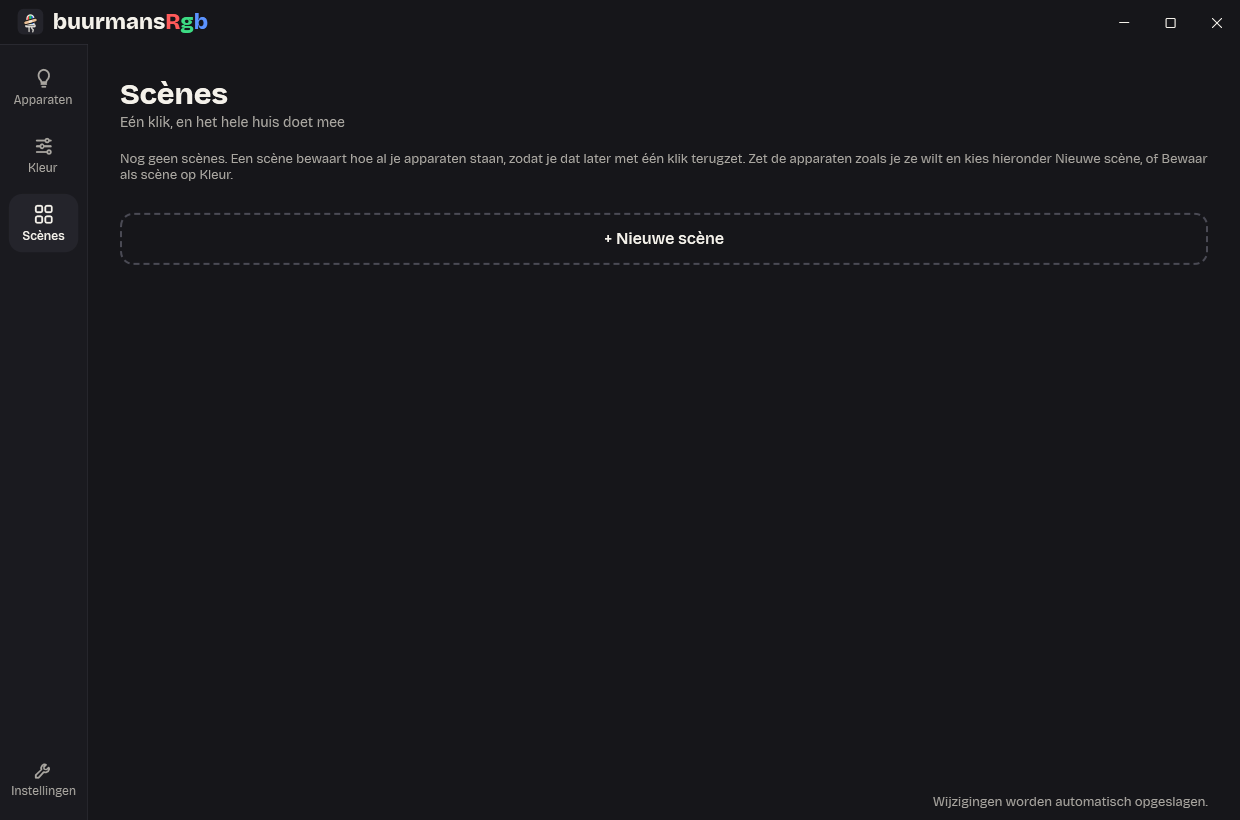 buurmansRgb
Apparaten
Kleur
Scènes
Instellingen
Scènes
Eén klik, en het hele huis doet mee
Nog geen scènes. Een scène bewaart hoe al je apparaten staan, zodat je dat later met één klik terugzet. Zet de apparaten zoals je ze wilt en kies hieronder Nieuwe scène, of Bewaar
als scène op Kleur.
+ Nieuwe scène
Wijzigingen worden automatisch opgeslagen.